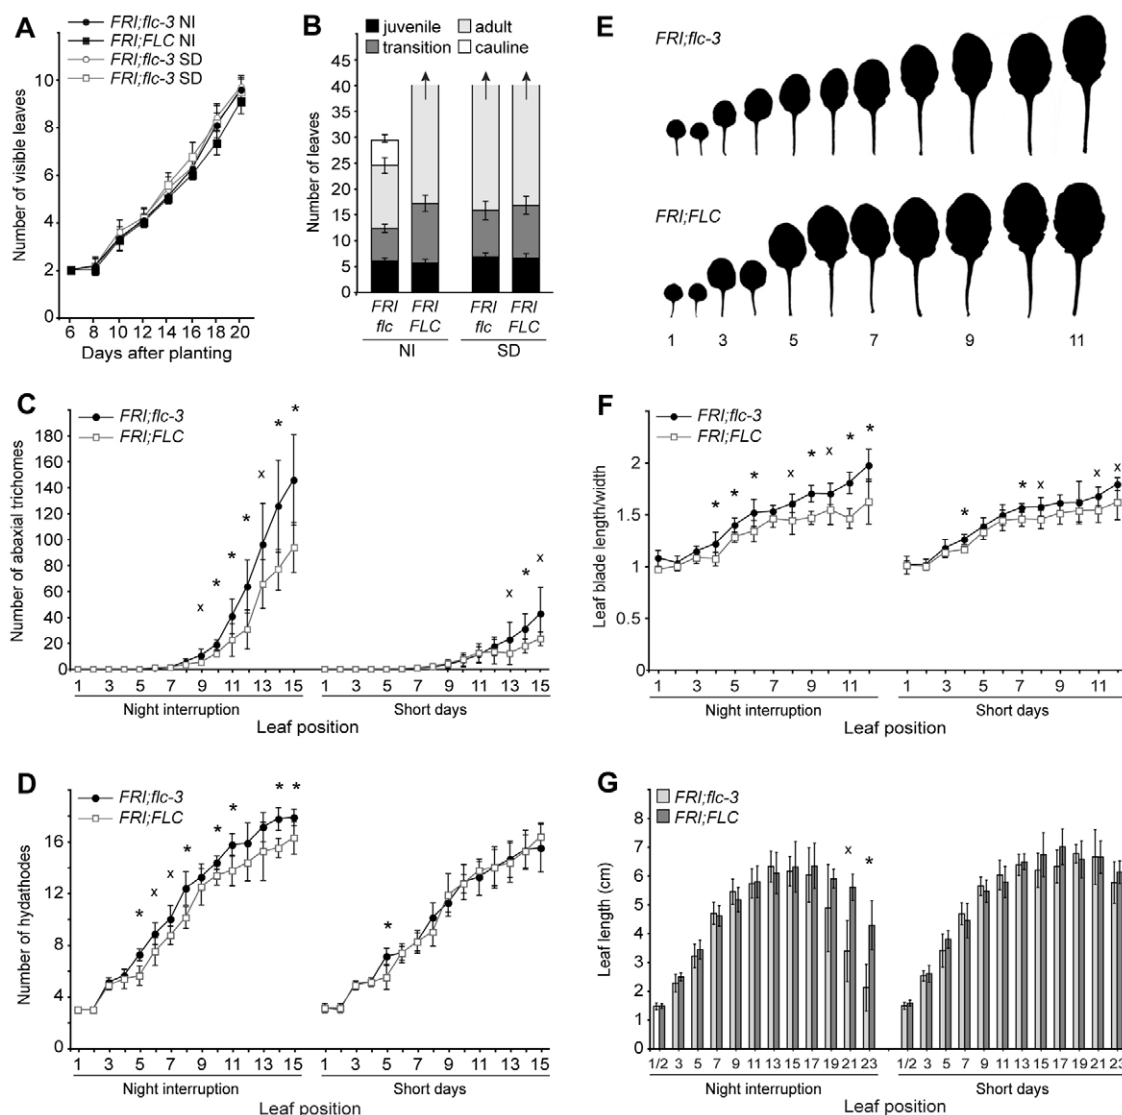 A
FRI;flc-3 NI
FRI;FLC NI
FRI;flc-3 SD
FRI;flc-3 SD
10
8
6
4
2
0
Number of visible leaves
6 8 10 12 14 16 18 20
Days after planting
B
juvenile adult
transition cauline
45
40
35
30
25
20
15
10
5
0
Number of leaves
FRI FRI FRI FRI
flc FLC flc FLC
NI SD
E
FRI;flc-3
FRI;FLC
1 3 5 7 9 11
C
FRI;flc-3
FRI;FLC
180
160
140
120
100
80
60
40
20
0
Number of abaxial trichomes
* * * * * x * * x
x x * x
1 3 5 7 9 11 13 15 1 3 5 7 9 11 13 15
Night interruption Short days
Leaf position
F
FRI;flc-3
FRI;FLC
2
1.5
1
0.5
0
Leaf blade length/width
* * * x * x * *
* * x x x
1 3 5 7 9 11 1 3 5 7 9 11
Night interruption Short days
Leaf position
D
FRI;flc-3
FRI;FLC
16
12
8
4
0
Number of hydathodes
* x x * * * * *
*
1 3 5 7 9 11 13 15 1 3 5 7 9 11 13 15
Night interruption Short days
Leaf position
G
FRI;flc-3
FRI;FLC
8
7
6
5
4
3
2
1
0
Leaf length (cm)
x *
1/2 3 5 7 9 11 13 15 17 19 21 23 1/2 3 5 7 9 11 13 15 17 19 21 23
Night interruption Short days
Leaf position